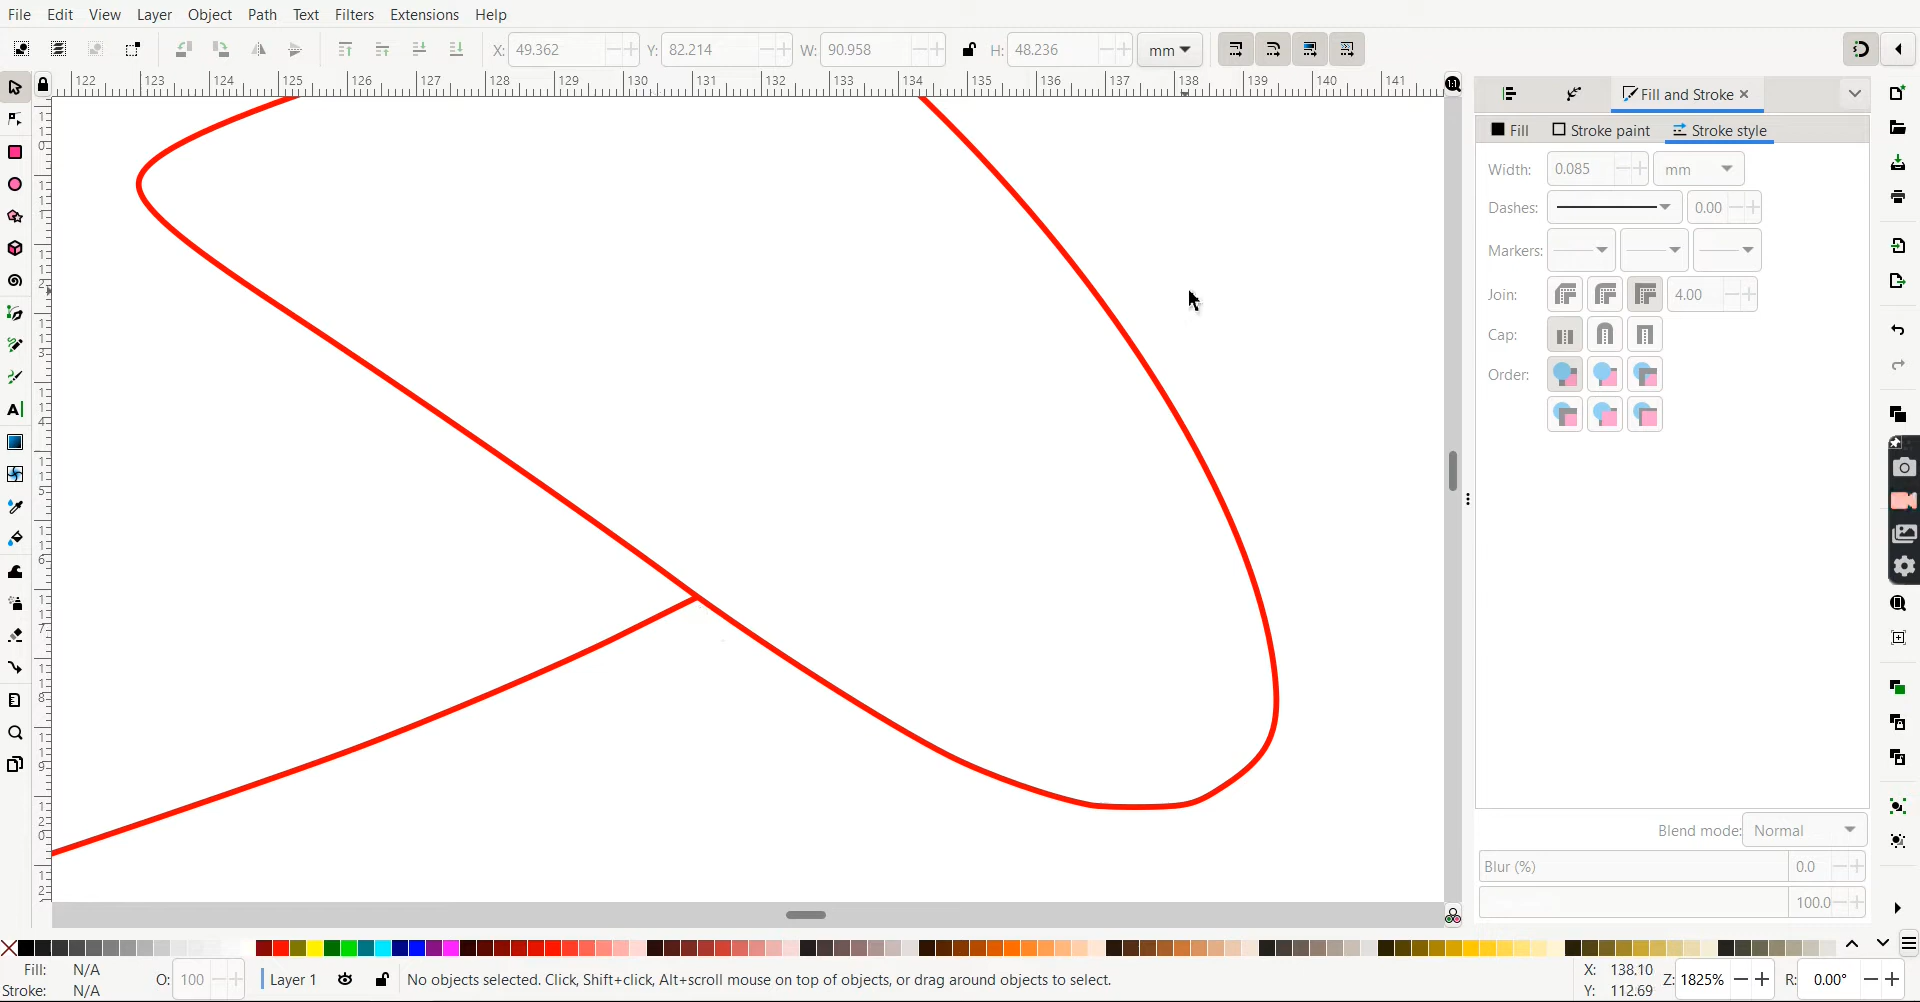 File Edit View Layer Object Path Text Filters Extensions Help
X: 49.362 Y: 82.214 W: 90.958 H: 48.236 mm
122 123 124 125 126 127 128 129 130 131 132 133 134 135 136 137 138 139 140 141
1:1
Fill and Stroke
Fill Stroke paint Stroke style
Width: 0.085 mm
Dashes: 0.00
Markers:
Join: 4.00
Cap:
Order:
Blend mode: Normal
Blur (%) 0.0
100.0
Fill: N/A
Stroke: N/A
O: 100
Layer 1
No objects selected. Click, Shift+click, Alt+scroll mouse on top of objects, or drag around objects to select.
X: 138.10
Y: 112.69
Z: 1825%
R: 0.00°